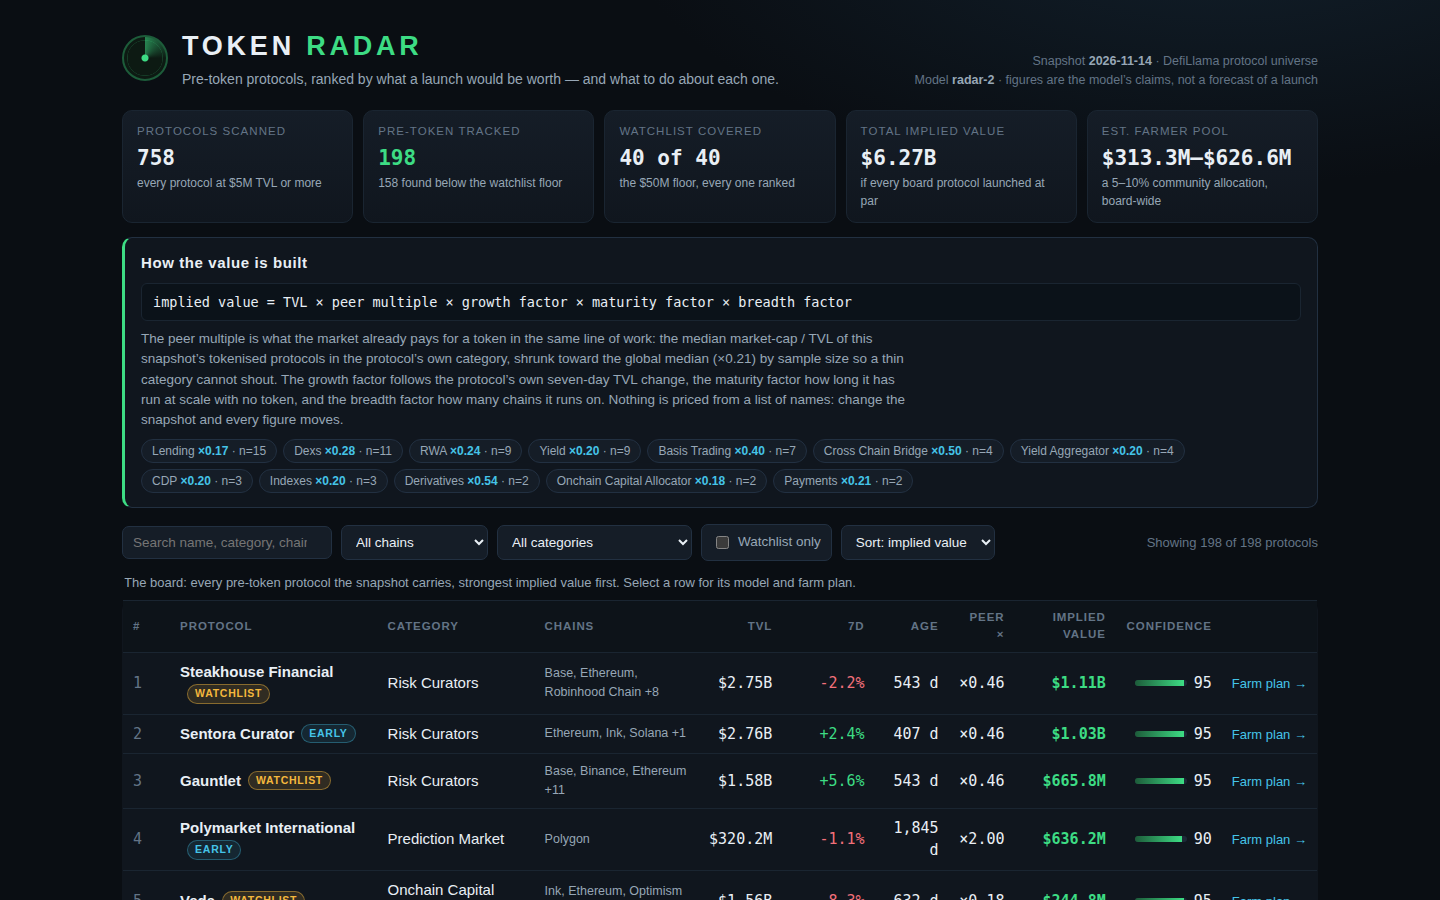 TOKEN RADAR
Pre-token protocols, ranked by what a launch would be worth — and what to do about each one.
Snapshot 2026-11-14 · DefiLlama protocol universe
Model radar-2 · figures are the model's claims, not a forecast of a launch
PROTOCOLS SCANNED
758
every protocol at $5M TVL or more
PRE-TOKEN TRACKED
198
158 found below the watchlist floor
WATCHLIST COVERED
40 of 40
the $50M floor, every one ranked
TOTAL IMPLIED VALUE
$6.27B
if every board protocol launched at
par
EST. FARMER POOL
$313.3M–$626.6M
a 5–10% community allocation,
board-wide
How the value is built
implied value = TVL × peer multiple × growth factor × maturity factor × breadth factor
The peer multiple is what the market already pays for a token in the same line of work: the median market-cap / TVL of this
snapshot's tokenised protocols in the protocol's own category, shrunk toward the global median (×0.21) by sample size so a thin
category cannot shout. The growth factor follows the protocol's own seven-day TVL change, the maturity factor how long it has
run at scale with no token, and the breadth factor how many chains it runs on. Nothing is priced from a list of names: change the
snapshot and every figure moves.
Lending ×0.17 · n=15
Dexs ×0.28 · n=11
RWA ×0.24 · n=9
Yield ×0.20 · n=9
Basis Trading ×0.40 · n=7
Cross Chain Bridge ×0.50 · n=4
Yield Aggregator ×0.20 · n=4
CDP ×0.20 · n=3
Indexes ×0.20 · n=3
Derivatives ×0.54 · n=2
Onchain Capital Allocator ×0.18 · n=2
Payments ×0.21 · n=2
Search name, category, chain
All chains
All categories
Watchlist only
Sort: implied value
Showing 198 of 198 protocols
The board: every pre-token protocol the snapshot carries, strongest implied value first. Select a row for its model and farm plan.
# PROTOCOL CATEGORY CHAINS TVL 7D AGE PEER × IMPLIED VALUE CONFIDENCE
1 Steakhouse Financial WATCHLIST Risk Curators Base, Ethereum, Robinhood Chain +8 $2.75B -2.2% 543 d ×0.46 $1.11B 95 Farm plan →
2 Sentora Curator EARLY Risk Curators Ethereum, Ink, Solana +1 $2.76B +2.4% 407 d ×0.46 $1.03B 95 Farm plan →
3 Gauntlet WATCHLIST Risk Curators Base, Binance, Ethereum +11 $1.58B +5.6% 543 d ×0.46 $665.8M 95 Farm plan →
4 Polymarket International EARLY Prediction Market Polygon $320.2M -1.1% 1,845 d ×2.00 $636.2M 90 Farm plan →
5 Veda WATCHLIST Onchain Capital Ink, Ethereum, Optimism $1.56B -8.3% 632 d ×0.18 $244.8M 95 Farm plan